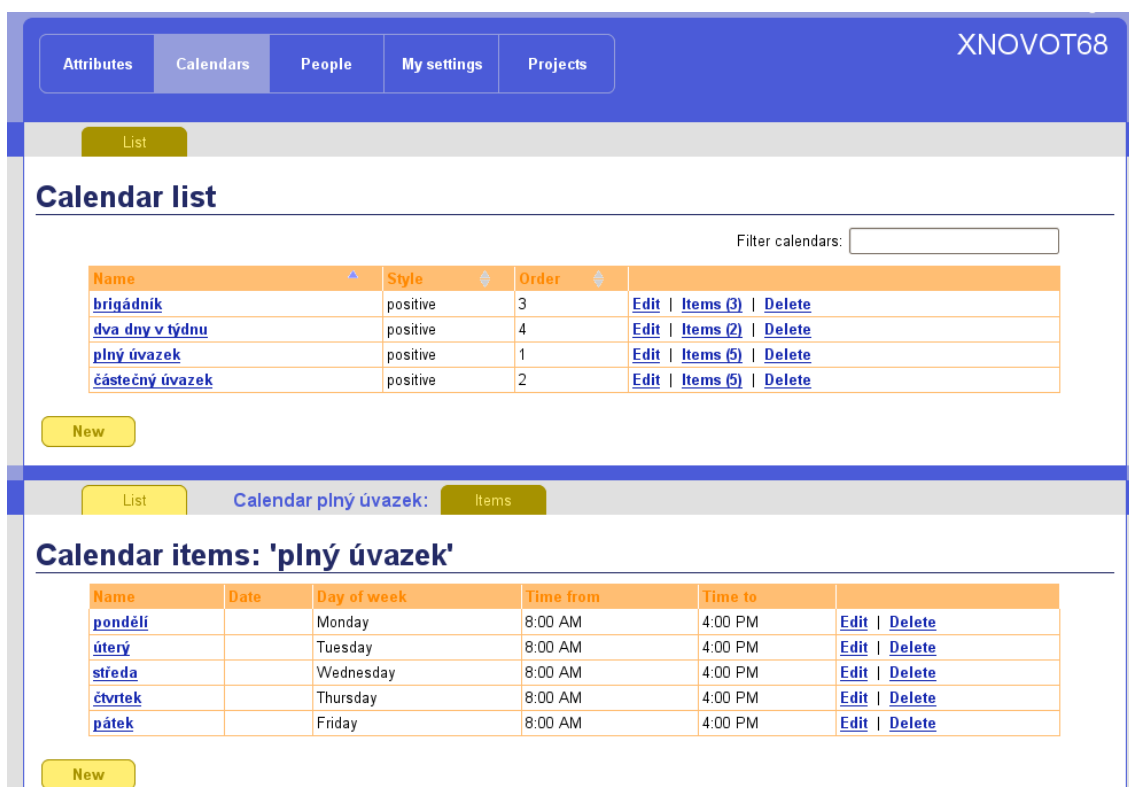 XNOVOT68
Attributes Calendars People My settings Projects
List
Calendar list
Filter calendars:
Name Style Order
brigádník positive 3 Edit | Items (3) | Delete
dva dny v týdnu positive 4 Edit | Items (2) | Delete
plný úvazek positive 1 Edit | Items (5) | Delete
částečný úvazek positive 2 Edit | Items (5) | Delete
New
List Calendar plný úvazek: Items
Calendar items: 'plný úvazek'
Name Date Day of week Time from Time to
pondělí Monday 8:00 AM 4:00 PM Edit | Delete
úterý Tuesday 8:00 AM 4:00 PM Edit | Delete
středa Wednesday 8:00 AM 4:00 PM Edit | Delete
čtvrtek Thursday 8:00 AM 4:00 PM Edit | Delete
pátek Friday 8:00 AM 4:00 PM Edit | Delete
New